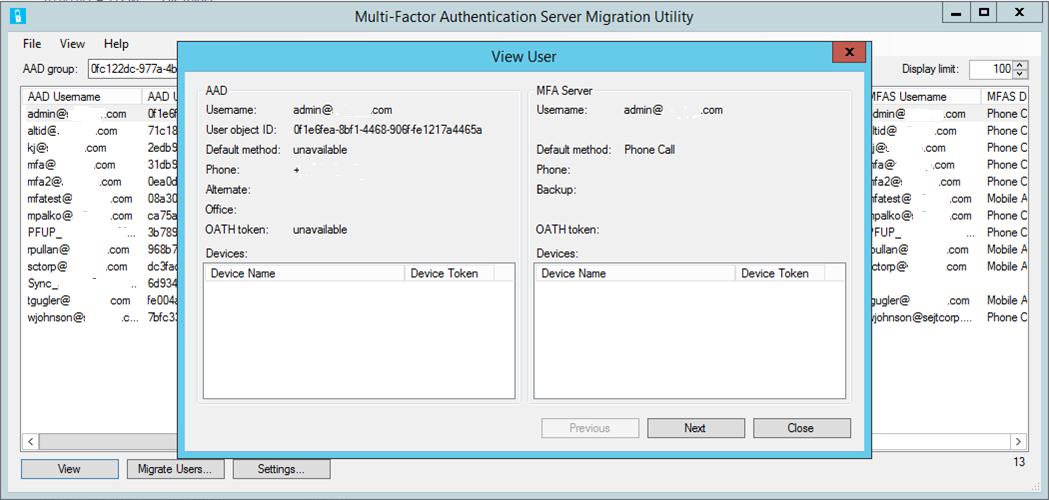 Multi-Factor Authentication Server Migration Utility
File View Help
AAD group: 0fc122dc-977a-4b
Display limit: 100
AAD Username AAD U
admin@ .com 0f1e6f
altid@. .com 71c18
kj@s .com 2edb9
mfa@ .com 31db9
mfa2@. .com 0ea0d
mfatest@ .com 08a30
mpalko@ .com ca75a
PFUP_ ... 3b789
rpullan@ .com 968b7
sctorp@ .com dc3fac
Sync_ .. 6d934
tgugler@ com fe004a
wjohnson@s .c... 7bfc33
View User
AAD
Username: admin@ .com
User object ID: 0f1e6fea-8bf1-4468-906f-fe1217a4465a
Default method: unavailable
Phone: +
Alternate:
Office:
OATH token: unavailable
Devices:
Device Name Device Token
MFA Server
Username: admin@ .com
Default method: Phone Call
Phone:
Backup:
OATH token:
Devices:
Device Name Device Token
Previous Next Close
MFAS Username MFAS D
admin@ .com Phone C
altid@ .com Phone C
kj@s .com Phone C
mfa@ .com Phone C
mfa2@ .com Phone C
mfatest@ .com Mobile A
mpalko@ .com Phone C
PFUP_ ... Phone C
pullan@ .com Mobile A
ctorp@ com Mobile A
gugler@ .com Mobile A
wjohnson@sejtcorp.... Phone C
View Migrate Users... Settings...
13